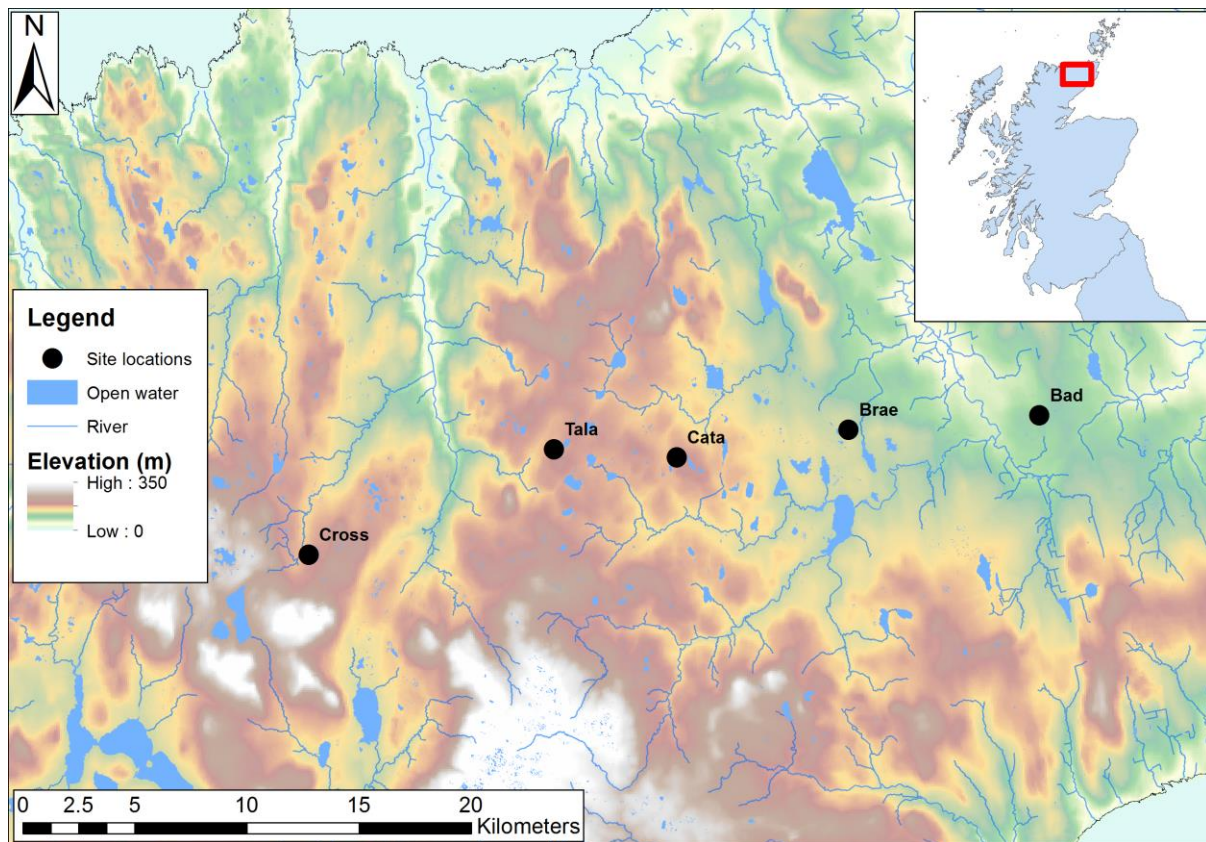 N
Legend
Site locations
Open water
River
Elevation (m)
High : 350
Low : 0
Tala
Cata
Brae
Bad
Cross
0 2.5 5 10 15 20
Kilometers